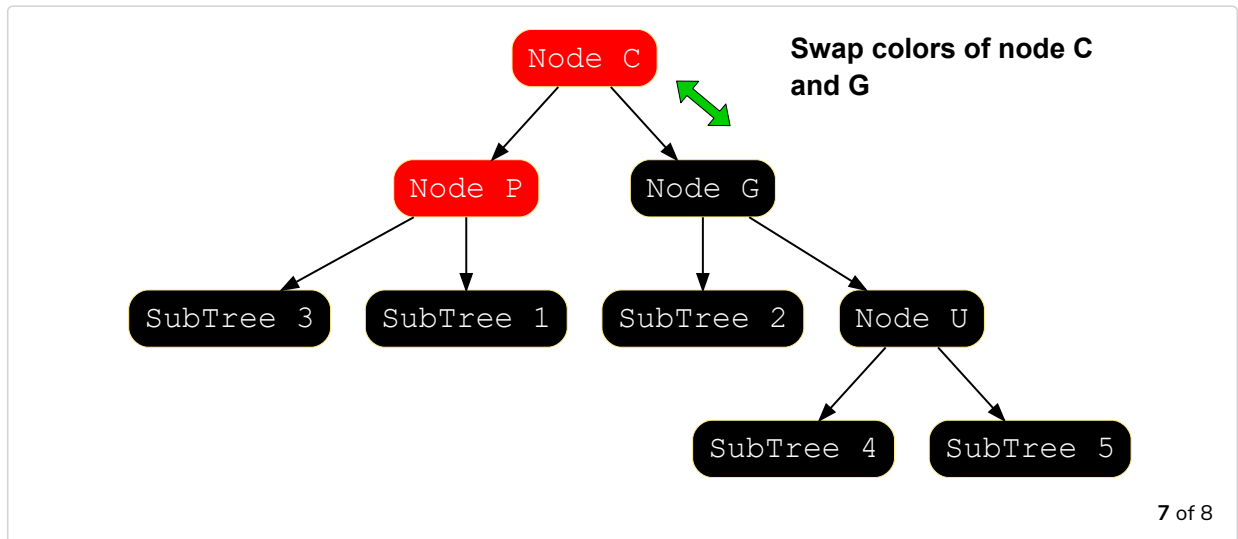 Node C
Swap colors of node C
and G
Node P
Node G
SubTree 3
SubTree 1
SubTree 2
Node U
SubTree 4
SubTree 5
7 of 8